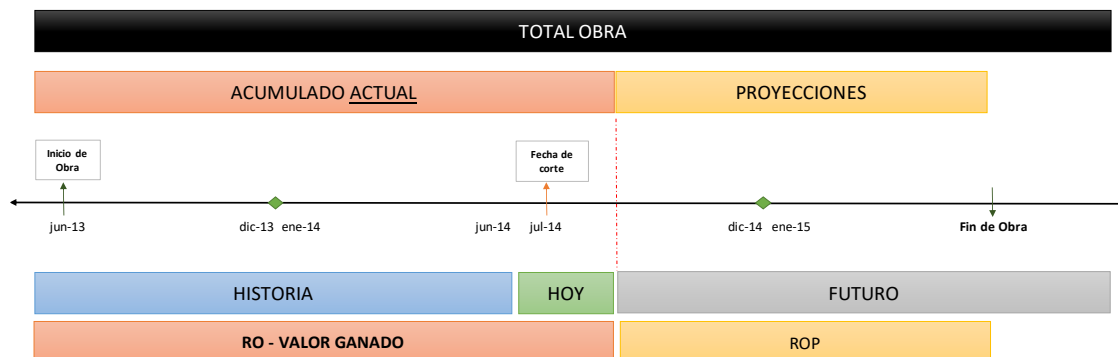 TOTAL OBRA
ACUMULADO ACTUAL
PROYECCIONES
Inicio de
Obra
Fecha de
corte
jun-13
dic-13 ene-14
jun-14
jul-14
dic-14 ene-15
Fin de Obra
HISTORIA
HOY
FUTURO
RO - VALOR GANADO
ROP